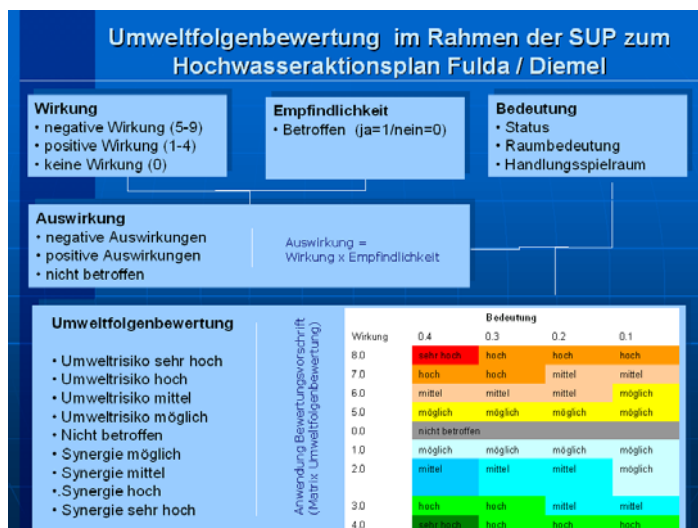 Umweltfolgenbewertung im Rahmen der SUP zum
Hochwasseraktionsplan Fulda / Diemel
Wirkung
• negative Wirkung (5-9)
• positive Wirkung (1-4)
• keine Wirkung (0)
Empfindlichkeit
• Betroffen (ja=1/nein=0)
Bedeutung
• Status
• Raumbedeutung
• Handlungsspielraum
Auswirkung
• negative Auswirkungen
• positive Auswirkungen
• nicht betroffen
Auswirkung =
Wirkung x Empfindlichkeit
Umweltfolgenbewertung
• Umweltrisiko sehr hoch
• Umweltrisiko hoch
• Umweltrisiko mittel
• Umweltrisiko möglich
• Nicht betroffen
• Synergie möglich
• Synergie mittel
•.Synergie hoch
• Synergie sehr hoch
Anwendung Bewertungsvorschrift
(Matrix Umweltfolgenbewertung)
Bedeutung
Wirkung 0.4 0.3 0.2 0.1
8.0 sehr hoch hoch hoch hoch
7.0 hoch hoch mittel mittel
6.0 mittel mittel mittel möglich
5.0 möglich möglich möglich möglich
0.0 nicht betroffen
1.0 möglich möglich möglich möglich
2.0 mittel mittel mittel möglich
3.0 hoch hoch mittel mittel
4.0 sehr hoch hoch hoch hoch